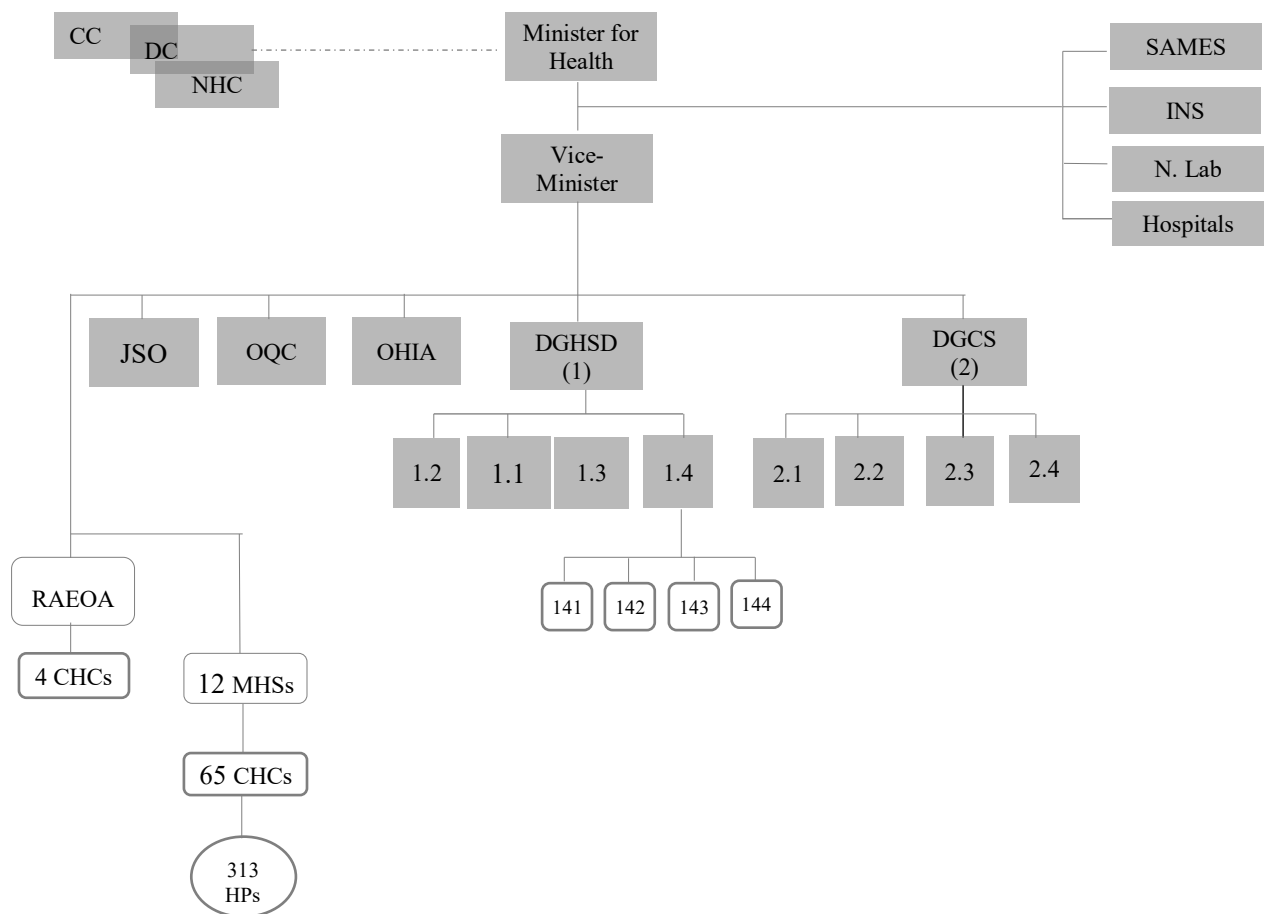 CC
DC
NHC
Minister for
Health
SAMES
INS
N. Lab
Hospitals
Vice-
Minister
JSO
OQC
OHIA
DGHSD
(1)
DGCS
(2)
1.2
1.1
1.3
1.4
2.1
2.2
2.3
2.4
141
142
143
144
RAEOA
4 CHCs
12 MHSs
65 CHCs
313
HPs